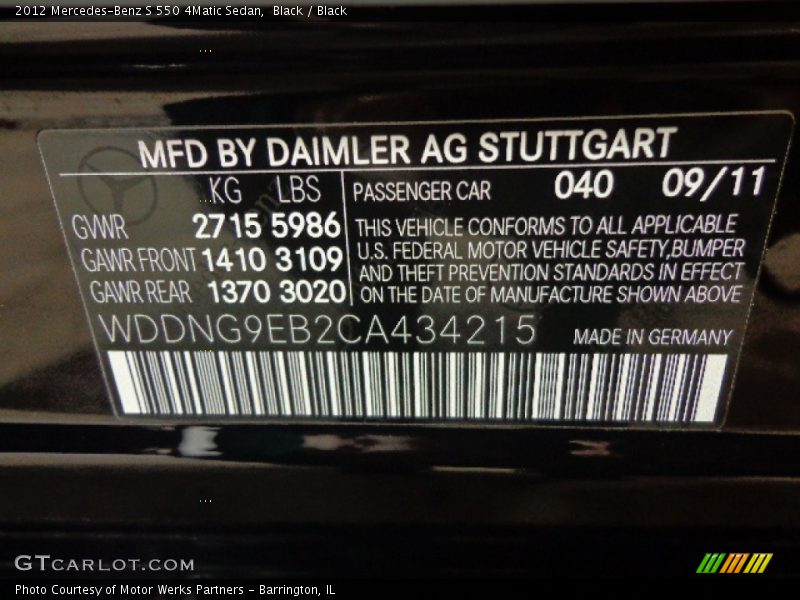 2012 Mercedes-Benz S 550 4Matic Sedan,  Black / Black
MFD BY DAIMLER AG STUTTGART
KG LBS
GVWR 2715 5986
GAWR FRONT 1410 3109
GAWR REAR 1370 3020
PASSENGER CAR 040 09/11
THIS VEHICLE CONFORMS TO ALL APPLICABLE
U.S. FEDERAL MOTOR VEHICLE SAFETY,BUMPER
AND THEFT PREVENTION STANDARDS IN EFFECT
ON THE DATE OF MANUFACTURE SHOWN ABOVE
WDDNG9EB2CA434215 MADE IN GERMANY
GTCARLOT.COM
Photo Courtesy of Motor Werks Partners - Barrington, IL